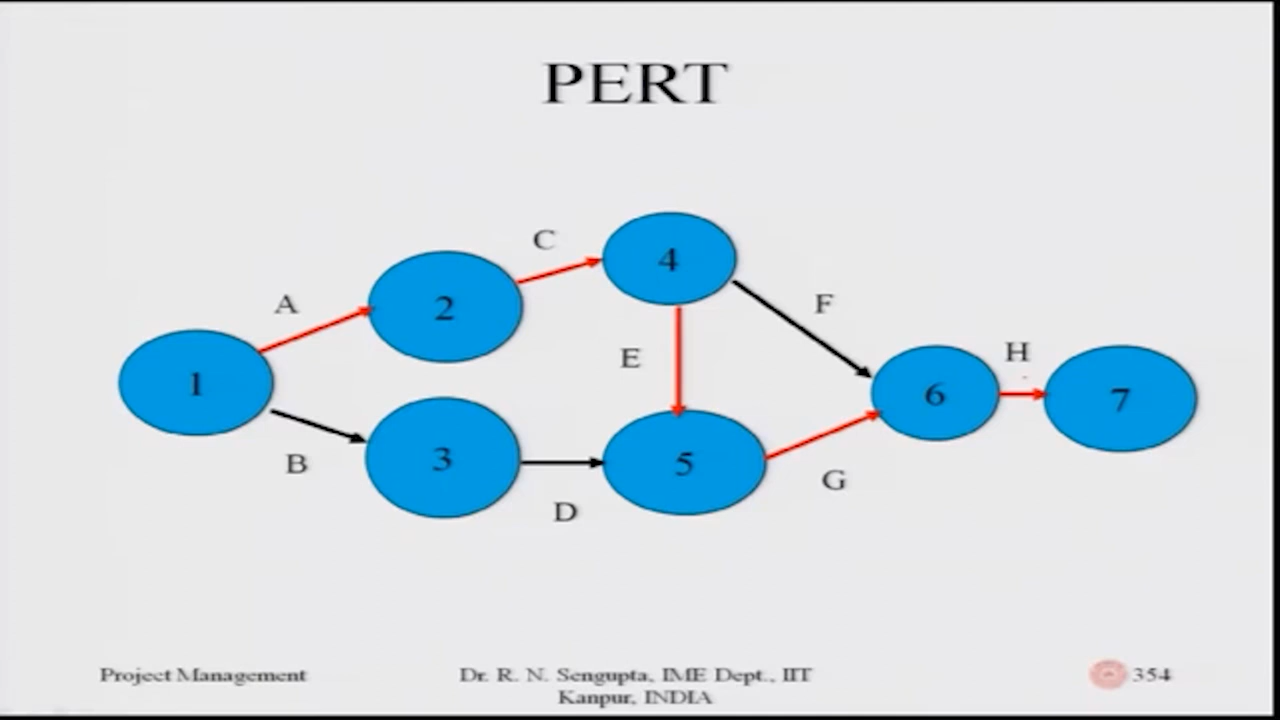 PERT
C
4
A
2
F
E
H
1
6
7
B
3
5
G
D
Project Management
Dr. R. N. Sengupta, IME Dept., IIT
Kanpur, INDIA
354